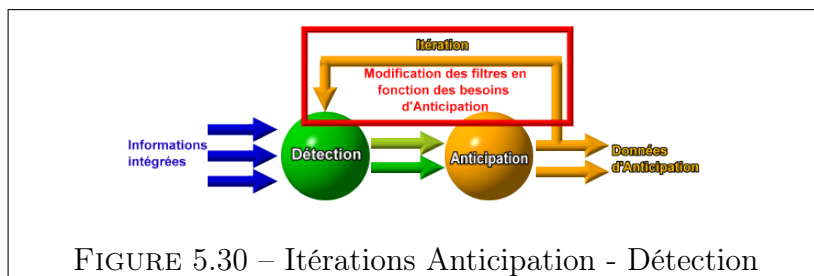 Itération
Modification des filtres en
fonction des besoins
d'Anticipation
Informations
intégrées
Détection
Anticipation
Données
d'Anticipation
FIGURE 5.30 – Itérations Anticipation - Détection